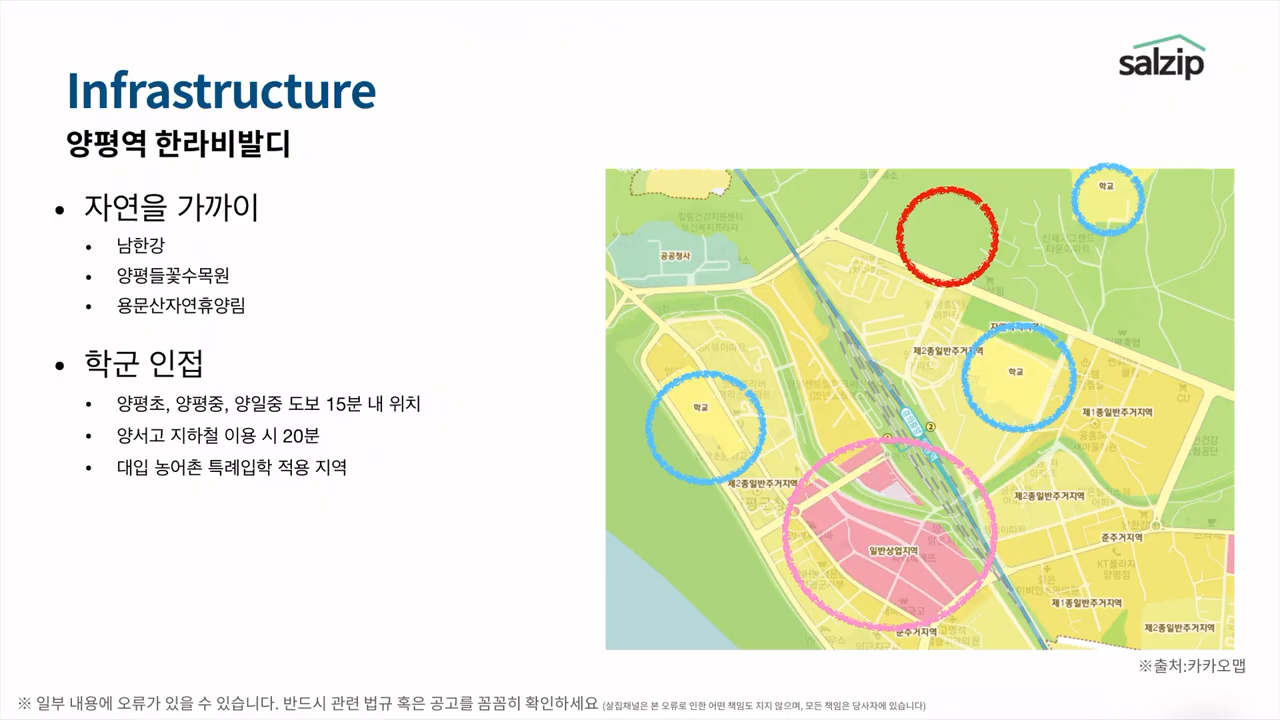 salzip
Infrastructure
양평역 한라비발디
• 자연을 가까이
• 남한강
• 양평들꽃수목원
• 용문산자연휴양림
• 학군 인접
• 양평초, 양평중, 양일중 도보 15분 내 위치
• 양서고 지하철 이용 시 20분
• 대입 농어촌 특례입학 적용 지역
학교
공공청사
제2종일반주거지역
학교
학교
제1종일반주거지역
CU
제2종일반주거지역
제2종일반주거지역
준주거지역
일반상업지역
KT플라자
양평점
제1종일반주거지역
준주거지역
제2종일반주거지역
※출처:카카오맵
※ 일부 내용에 오류가 있을 수 있습니다. 반드시 관련 법규 혹은 공고를 꼼꼼히 확인하세요 (살집채널은 본 오류로 인한 어떤 책임도 지지 않으며, 모든 책임은 당사자에 있습니다)